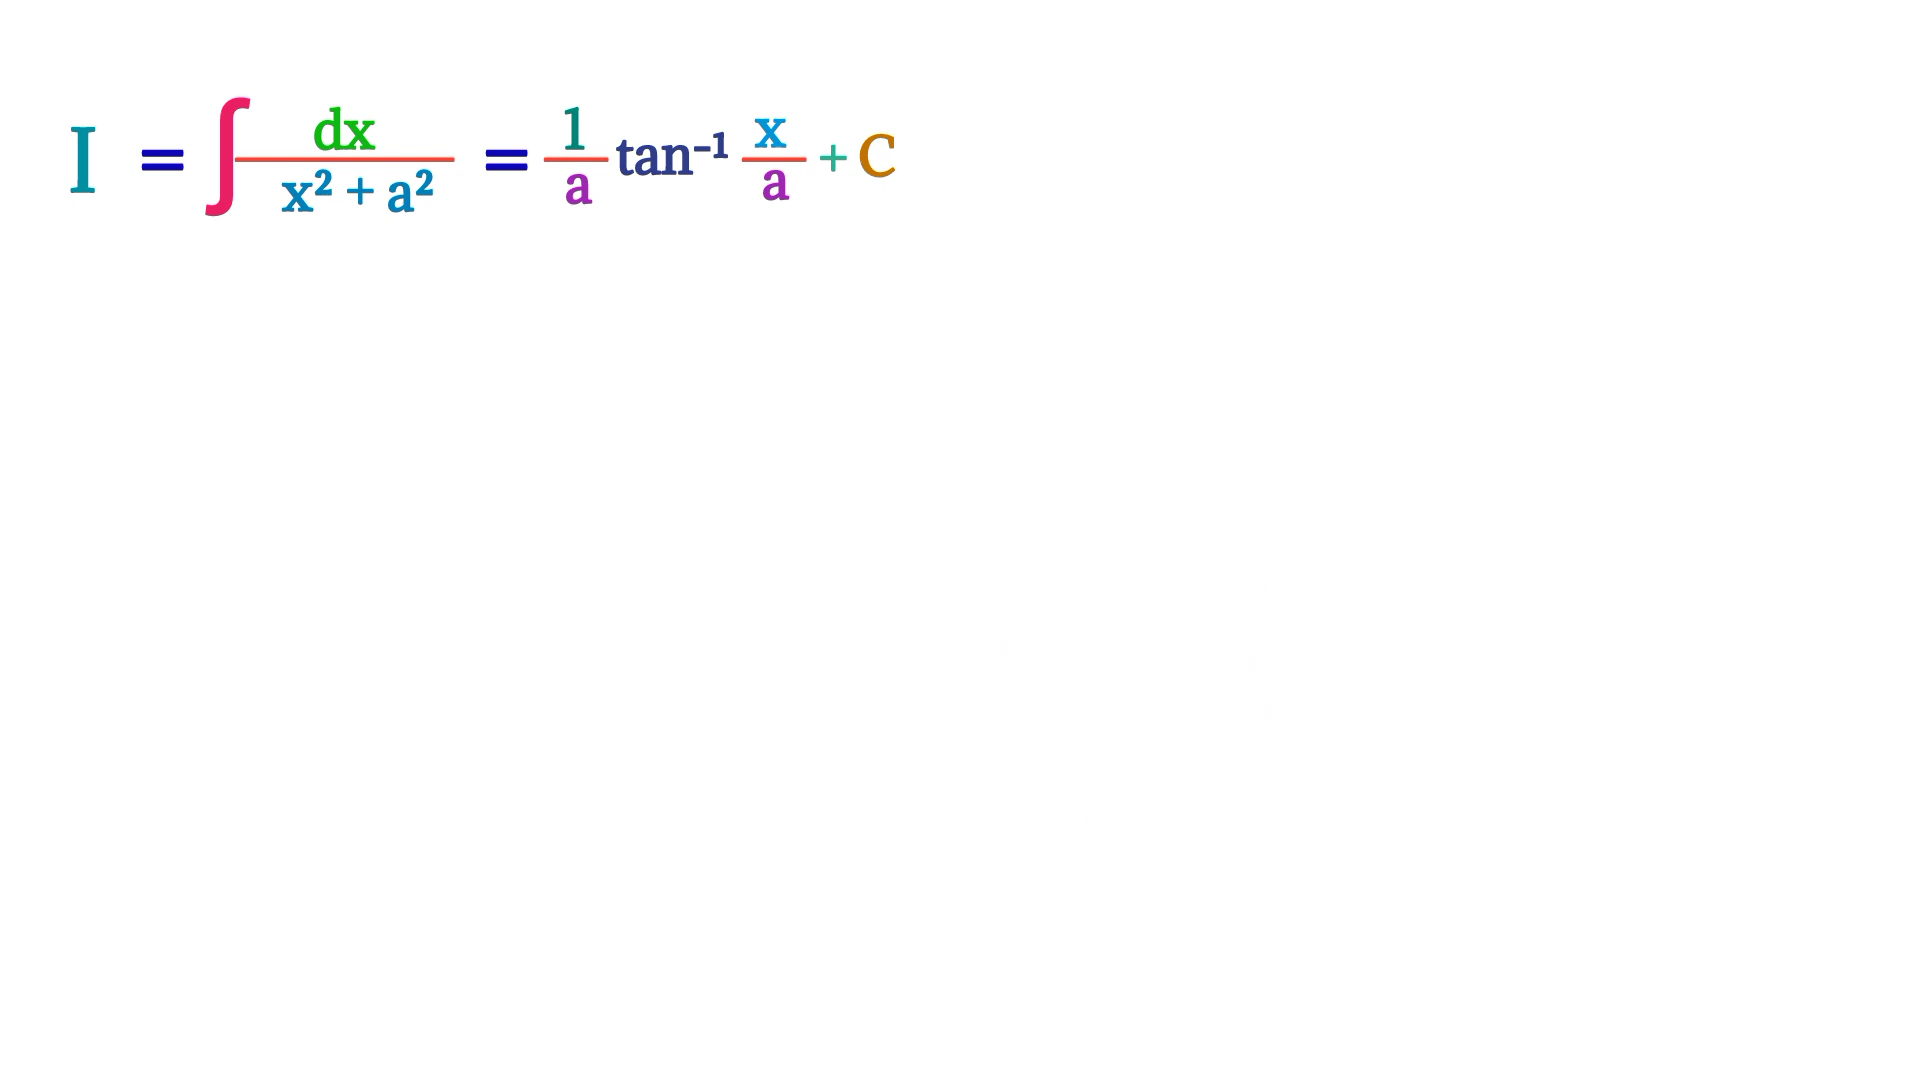 I = ∫ dx / x² + a² = 1 / a tan⁻¹ x / a + C